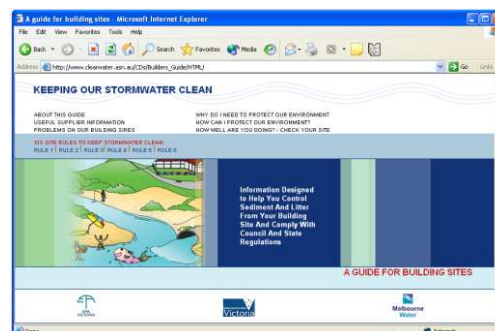 A guide for building sites - Microsoft Internet Explorer
File Edit View Favorites Tools Help
Back Search Favorites Media
Address http://www.clearwater.asn.au/CDs/Builders_Guide/HTML/ Go Links
KEEPING OUR STORMWATER CLEAN
ABOUT THIS GUIDE
USEFUL SUPPLIER INFORMATION
PROBLEMS ON OUR BUILDING SIRES
WHY DO I NEED TO PROTECT OUR ENVIRONMENT
HOW CAN I PROTECT OUR ENVIRONMENT?
HOW WELL ARE YOU DOING? - CHECK YOUR SITE
SIX SITE RULES TO KEEP STORMWATER CLEAN:
RULE 1 | RULE 2 | RULE 3 | RULE 4 | RULE 5 | RULE 6
Information Designed
to Help You Control
Sediment And Litter
From Your Building
Site And Comply With
Council And State
Regulations
A GUIDE FOR BUILDING SITES
EPA
VICTORIA
Victoria
Melbourne
Water
Internet